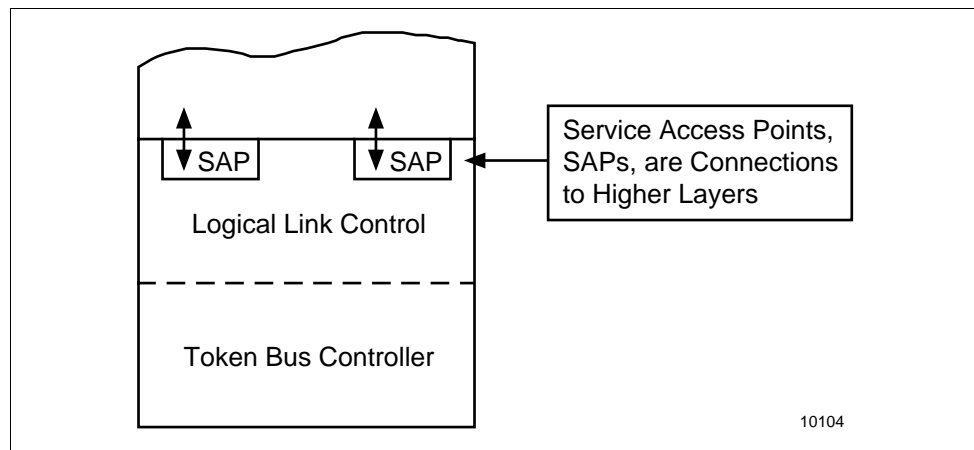 SAP
SAP
Service Access Points,
SAPs, are Connections
to Higher Layers
Logical Link Control
Token Bus Controller
10104